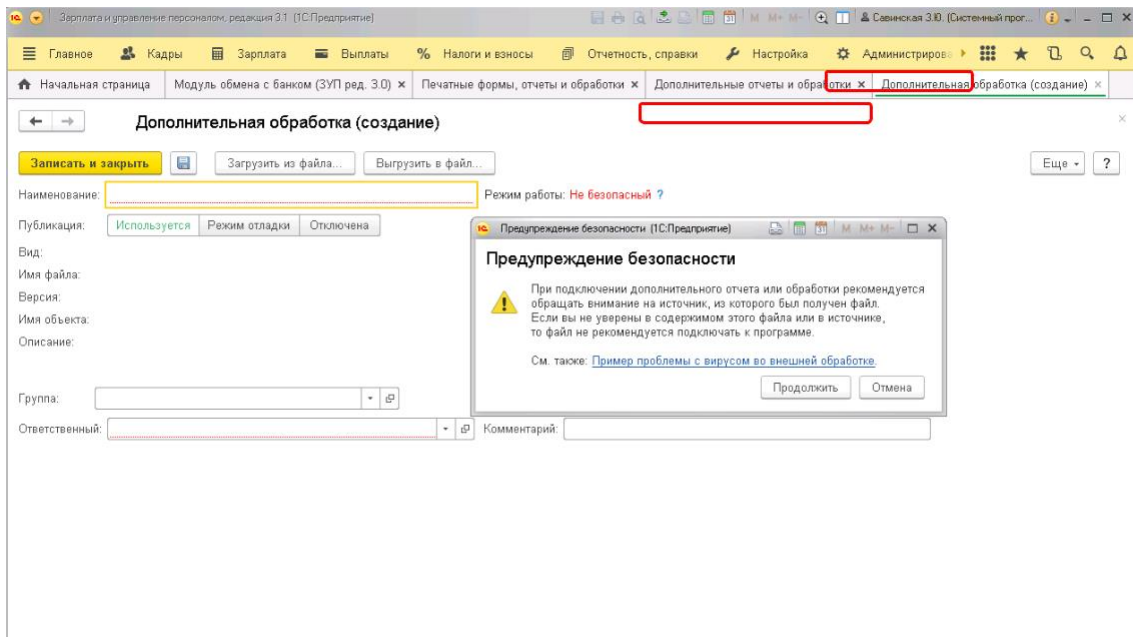 Зарплата и управление персоналом, редакция 3.1 (1С:Предприятие)
M M+ M- Савинская З.Ю. (Системный прог...
Главное Кадры Зарплата Выплаты Налоги и взносы Отчетность, справки Настройка Администрирова
Начальная страница Модуль обмена с банком (ЗУП ред. 3.0) × Печатные формы, отчеты и обработки × Дополнительные отчеты и обработки × Дополнительная обработка (создание) ×
Дополнительная обработка (создание)
Записать и закрыть Загрузить из файла... Выгрузить в файл... Еще ?
Наименование: Режим работы: Не безопасный ?
Публикация: Используется Режим отладки Отключена
Вид:
Имя файла:
Версия:
Имя объекта:
Описание:
Группа:
Ответственный: Комментарий:
Предупреждение безопасности (1С:Предприятие) M M+ M-
Предупреждение безопасности
При подключении дополнительного отчета или обработки рекомендуется
обращать внимание на источник, из которого был получен файл.
Если вы не уверены в содержимом этого файла или в источнике,
то файл не рекомендуется подключать к программе.
См. также: Пример проблемы с вирусом во внешней обработке.
Продолжить Отмена